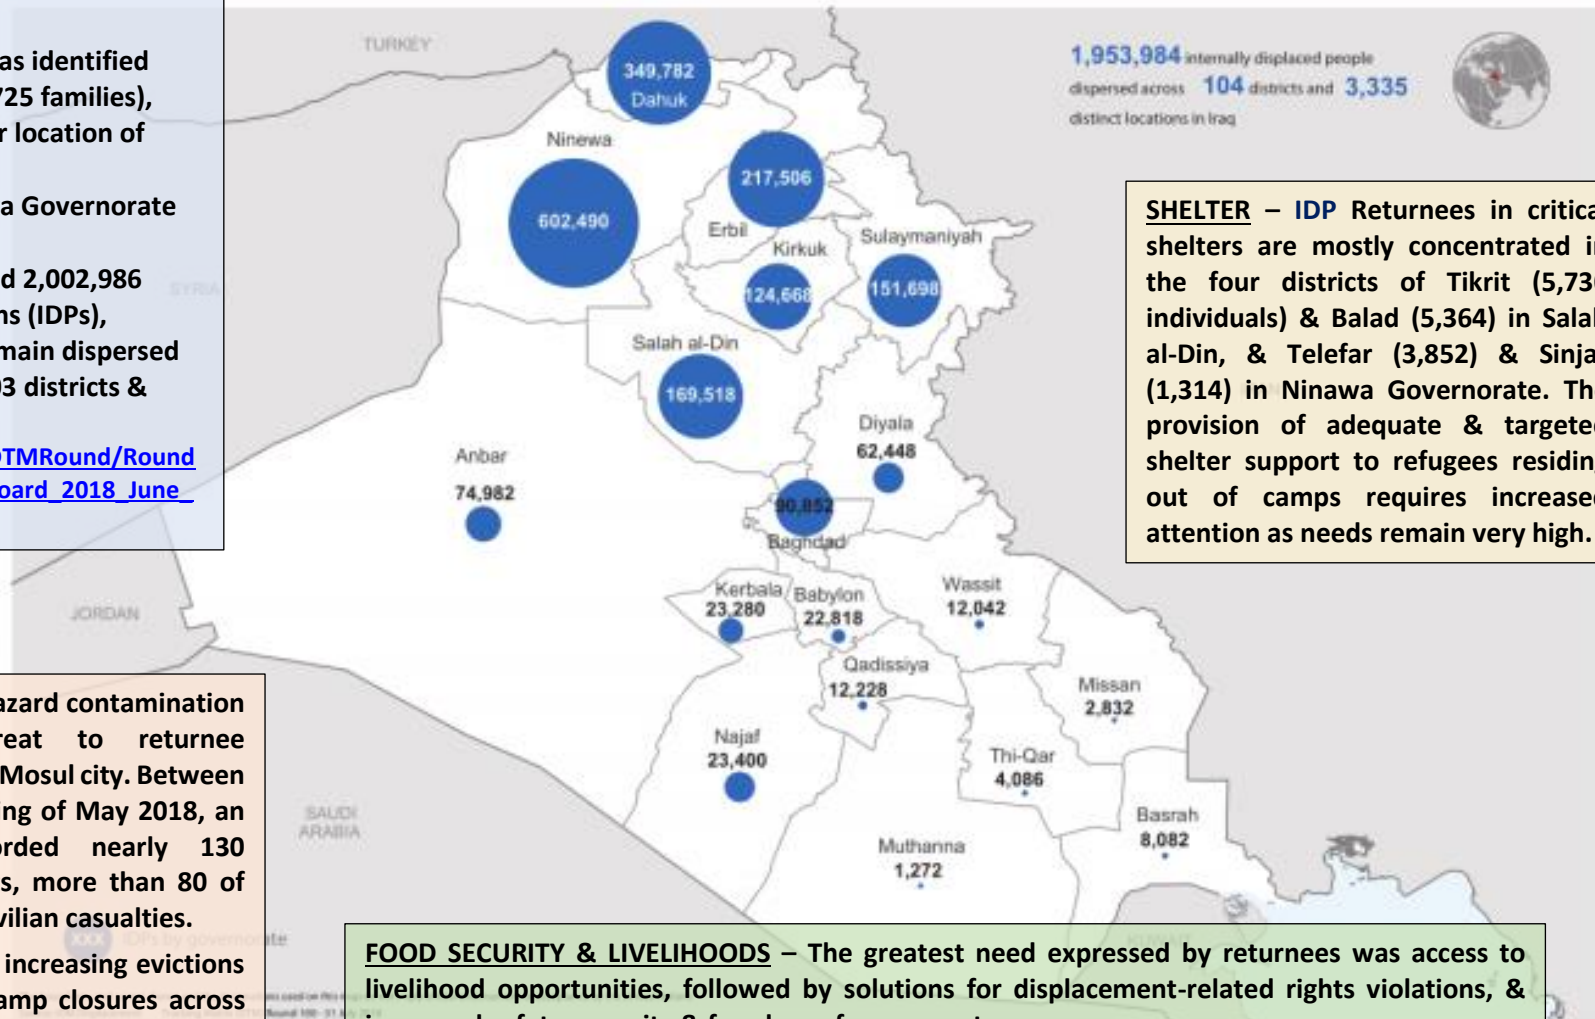 as identified
725 families),
r location of
a Governorate
d 2,002,986
ns (IDPs),
main dispersed
03 districts &
OTMRound/Round
oard_2018_June_
TURKEY
1,953,984 internally displaced people
dispersed across 104 districts and 3,335
distinct locations in Iraq
349,782
Dahuk
Ninewa
602,490
217,506
Erbil
Kirkuk
124,668
Sulaymaniyah
151,698
SYRIA
Salah al-Din
169,518
Diyala
62,448
Anbar
74,982
90,852
Baghdad
SHELTER – IDP Returnees in critica
shelters are mostly concentrated i
the four districts of Tikrit (5,73
individuals) & Balad (5,364) in Sala
al-Din, & Telefar (3,852) & Sinja
(1,314) in Ninawa Governorate. Th
provision of adequate & targete
shelter support to refugees residin
out of camps requires increase
attention as needs remain very high.
JORDAN
Kerbala
23,280
Babylon
22,818
Wassit
12,042
Qadissiya
12,228
Missan
2,832
Najaf
23,400
Thi-Qar
4,086
SAUDI
ARABIA
Muthanna
1,272
Basrah
8,082
KUWAIT
azard contamination
reat to returnee
Mosul city. Between
ing of May 2018, an
orded nearly 130
s, more than 80 of
vilian casualties.
XXX IDPs by governorate
increasing evictions
amp closures across
FOOD SECURITY & LIVELIHOODS – The greatest need expressed by returnees was access to
livelihood opportunities, followed by solutions for displacement-related rights violations, &